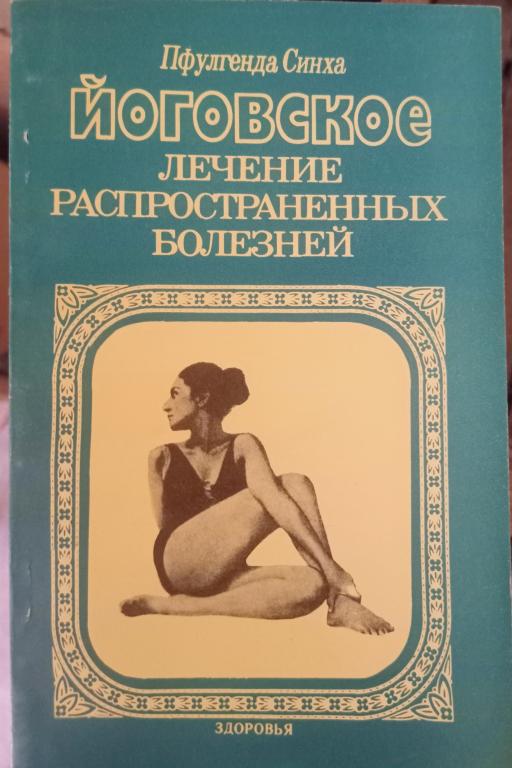 Пфулгенда Синха
ЙОГОВСКОЕ
ЛЕЧЕНИЕ
РАСПРОСТРАНЕННЫХ
БОЛЕЗНЕЙ
ЗДОРОВЬЯ